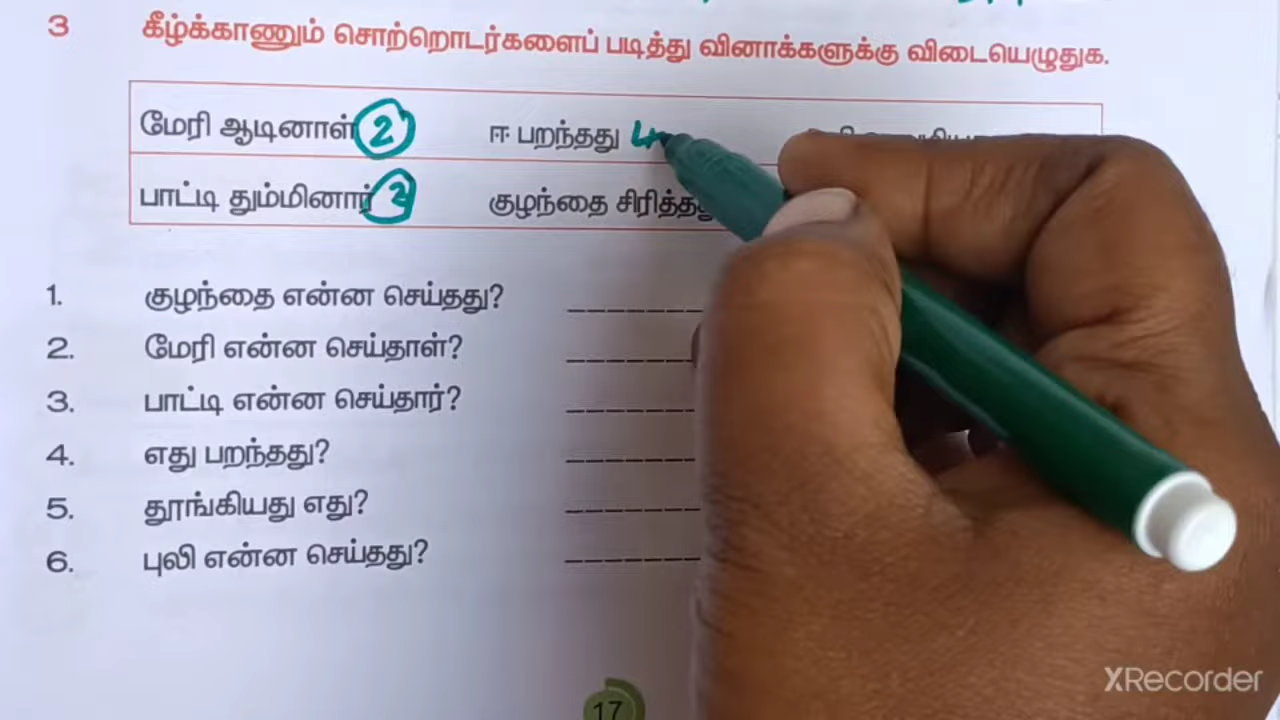 3 கீழ்க்காணும் சொற்றொடர்களைப் படித்து வினாக்களுக்கு விடையெழுதுக.
மேரி ஆடினாள் 2 ஈ பறந்தது 4
பாட்டி தும்மினார் 3 குழந்தை சிரித்தது
1. குழந்தை என்ன செய்தது?
2. மேரி என்ன செய்தாள்?
3. பாட்டி என்ன செய்தார்?
4. எது பறந்தது?
5. தூங்கியது எது?
6. புலி என்ன செய்தது?
17
XRecorder